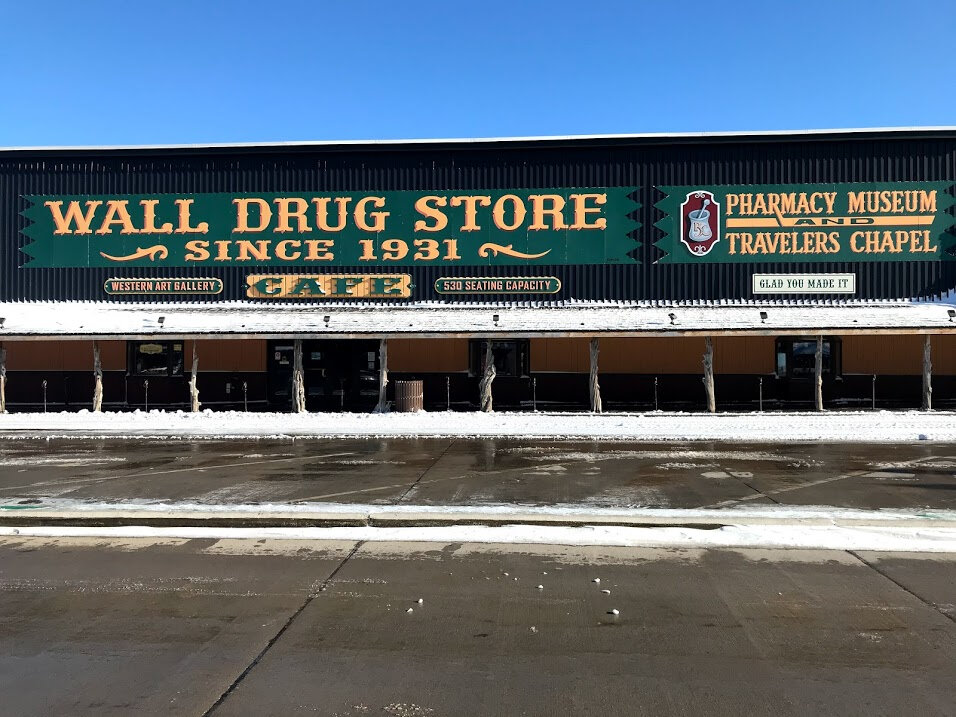 WALL DRUG STORE
SINCE 1931
WESTERN ART GALLERY
CAFE
530 SEATING CAPACITY
PHARMACY MUSEUM
AND
TRAVELERS CHAPEL
GLAD YOU MADE IT